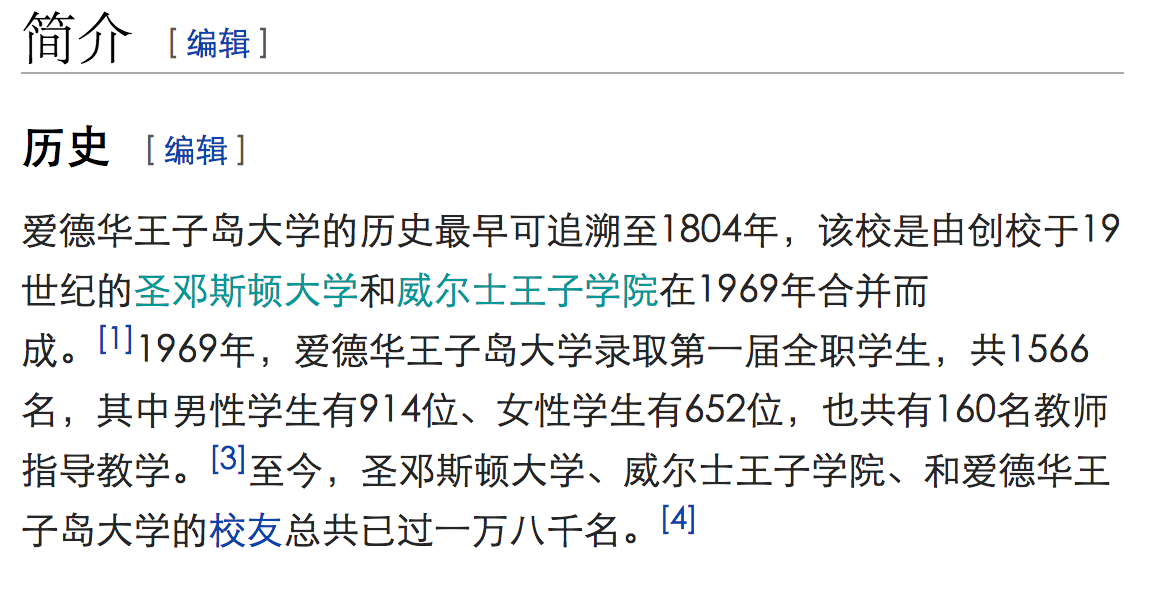 简介 [编辑]
历史 [编辑]
爱德华王子岛大学的历史最早可追溯至1804年，该校是由创校于19
世纪的圣邓斯顿大学和威尔士王子学院在1969年合并而
成。[1]1969年，爱德华王子岛大学录取第一届全职学生，共1566
名，其中男性学生有914位、女性学生有652位，也共有160名教师
指导教学。[3]至今，圣邓斯顿大学、威尔士王子学院、和爱德华王
子岛大学的校友总共已过一万八千名。[4]